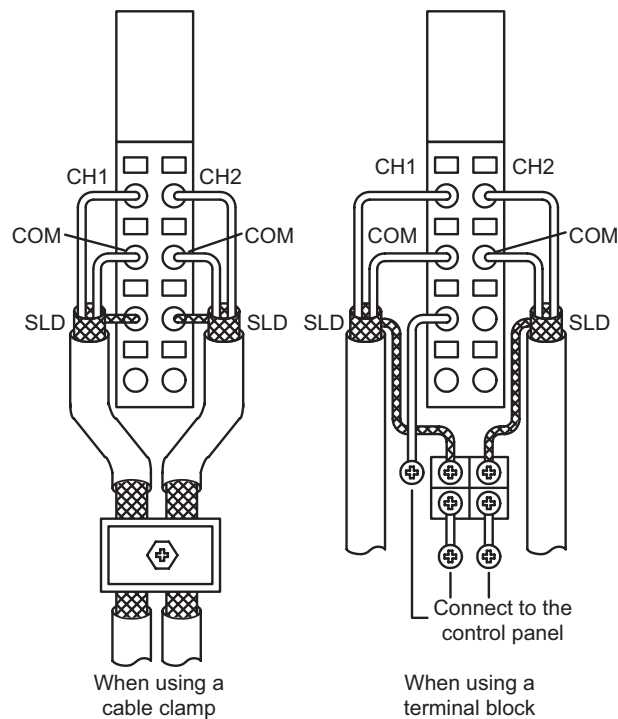 CH1
CH2
COM
COM
SLD
SLD
When using a
cable clamp
CH1
CH2
COM
COM
SLD
SLD
Connect to the
control panel
When using a
terminal block